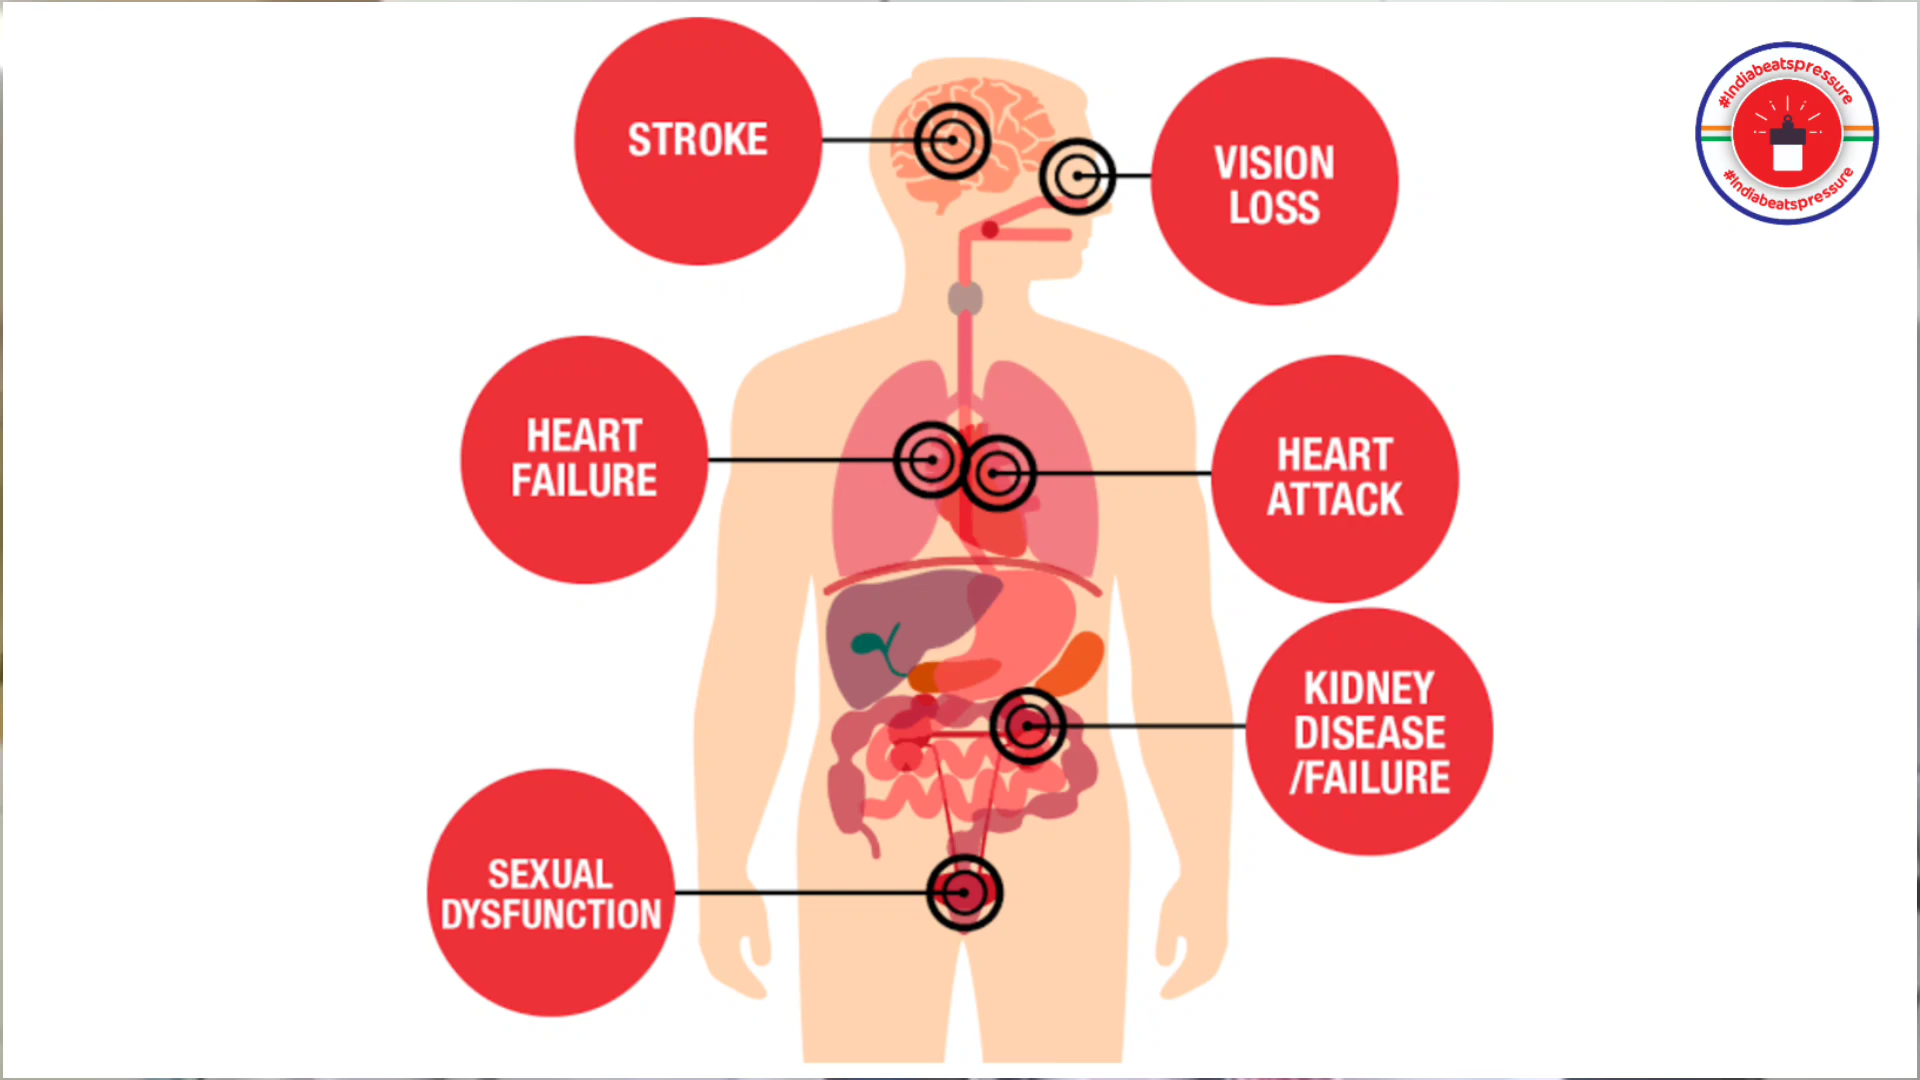 STROKE
VISION
LOSS
#Indiabeatspressure
#Indiabeatspressure
HEART
FAILURE
HEART
ATTACK
KIDNEY
DISEASE
/FAILURE
SEXUAL
DYSFUNCTION